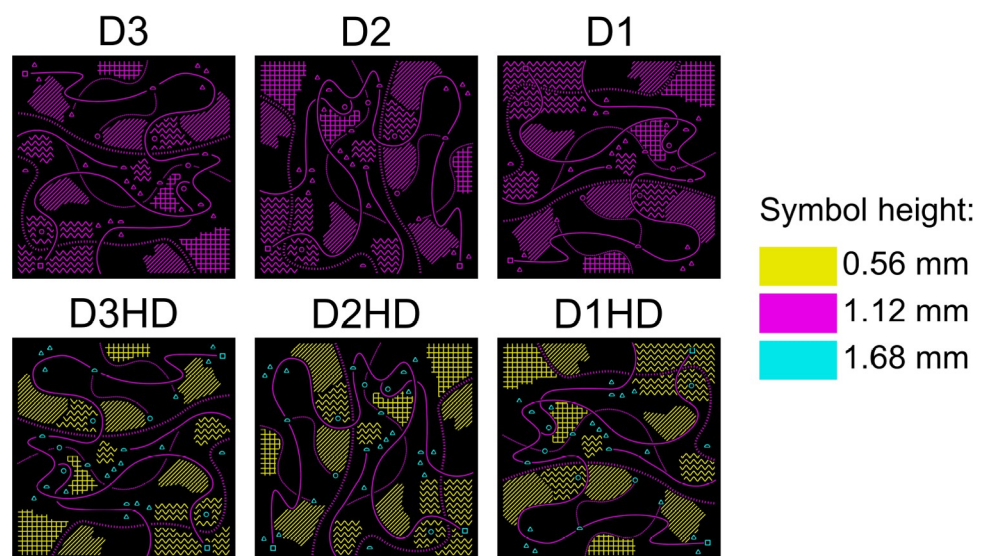 D3 D2 D1
Symbol height:
0.56 mm
1.12 mm
1.68 mm
D3HD D2HD D1HD